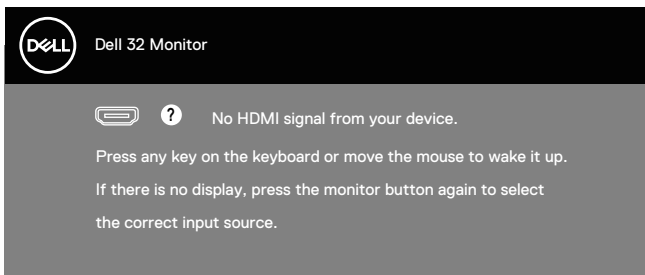 DELL
Dell 32 Monitor
? No HDMI signal from your device.
Press any key on the keyboard or move the mouse to wake it up.
If there is no display, press the monitor button again to select
the correct input source.